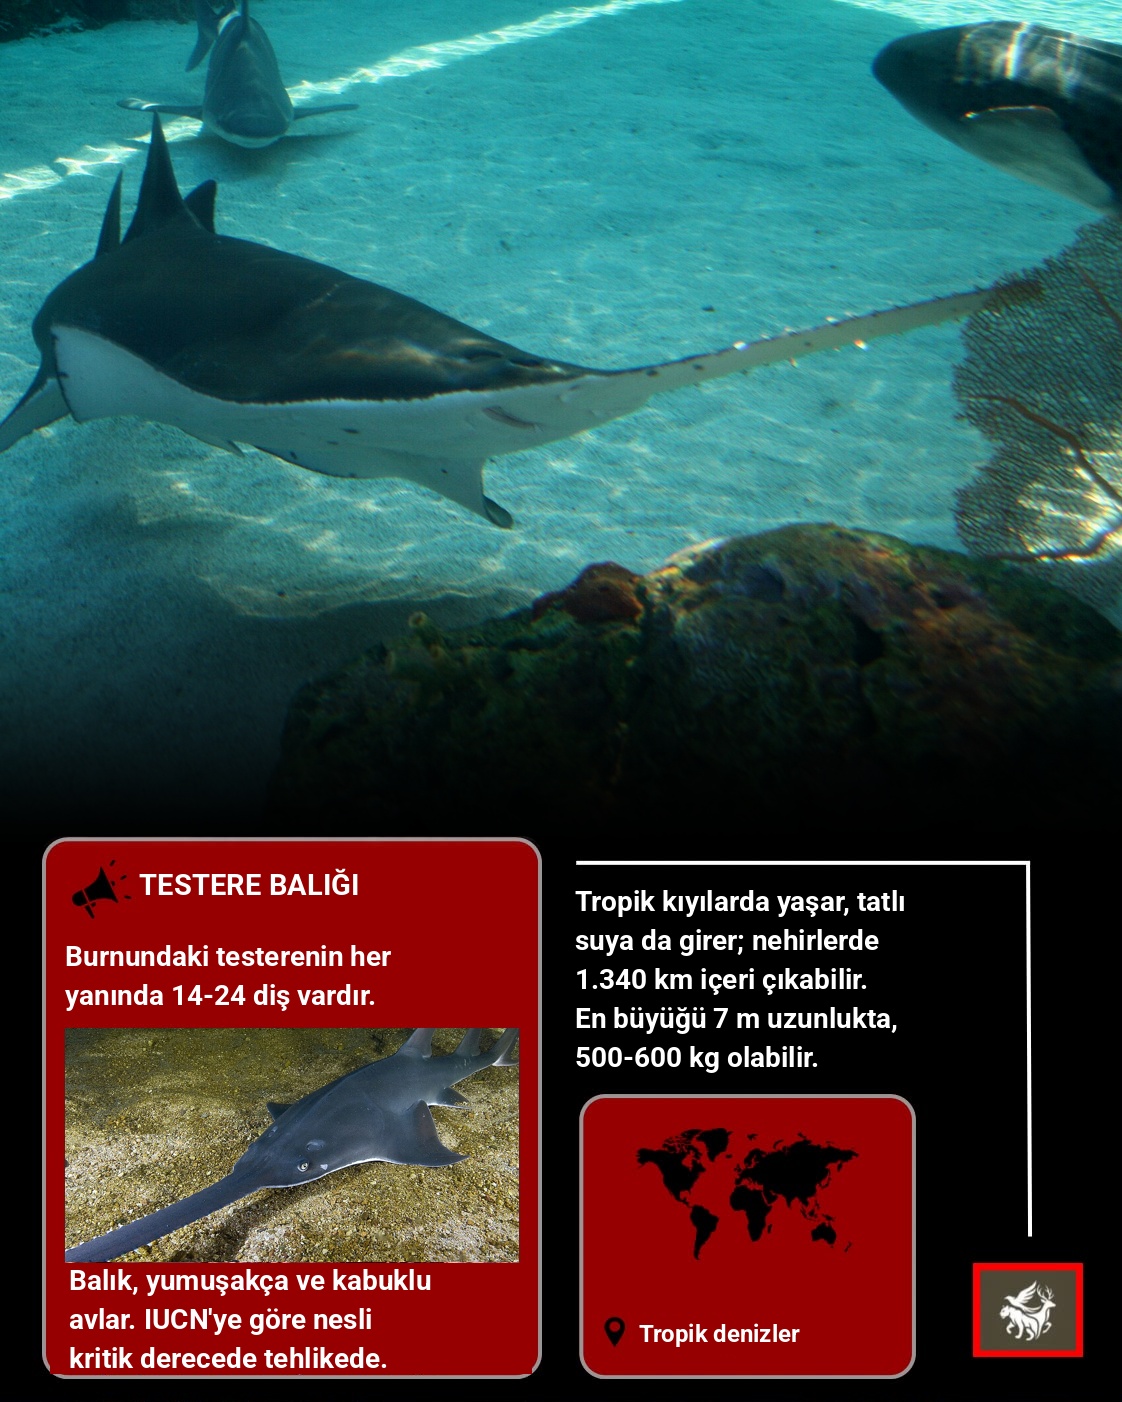 TESTERE BALIĞI
Burnundaki testerenin her
yanında 14-24 diş vardır.
Balık, yumuşakça ve kabuklu
avlar. IUCN'ye göre nesli
kritik derecede tehlikede.
Tropik kıyılarda yaşar, tatlı
suya da girer; nehirlerde
1.340 km içeri çıkabilir.
En büyüğü 7 m uzunlukta,
500-600 kg olabilir.
Tropik denizler